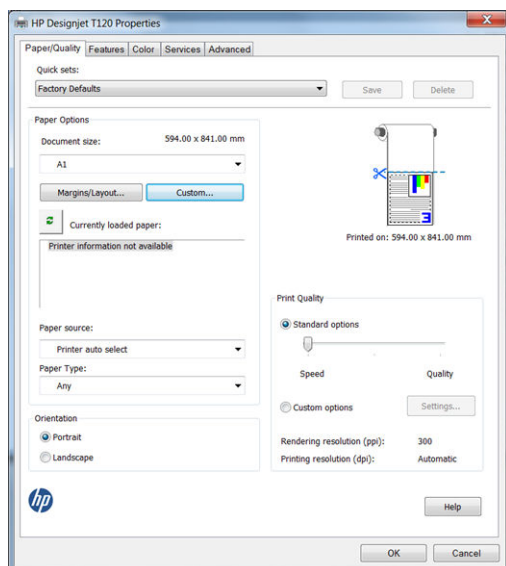 HP Designjet T120 Properties
Paper/Quality Features Color Services Advanced
Quick sets:
Factory Defaults
Save Delete
Paper Options
Document size: 594.00 x 841.00 mm
A1
Margins/Layout... Custom...
Currently loaded paper:
Printer information not available
Paper source:
Printer auto select
Paper Type:
Any
Orientation
Portrait
Landscape
3
Printed on: 594.00 x 841.00 mm
Print Quality
Standard options
Speed Quality
Custom options Settings...
Rendering resolution (ppi): 300
Printing resolution (dpi): Automatic
hp
Help
OK Cancel